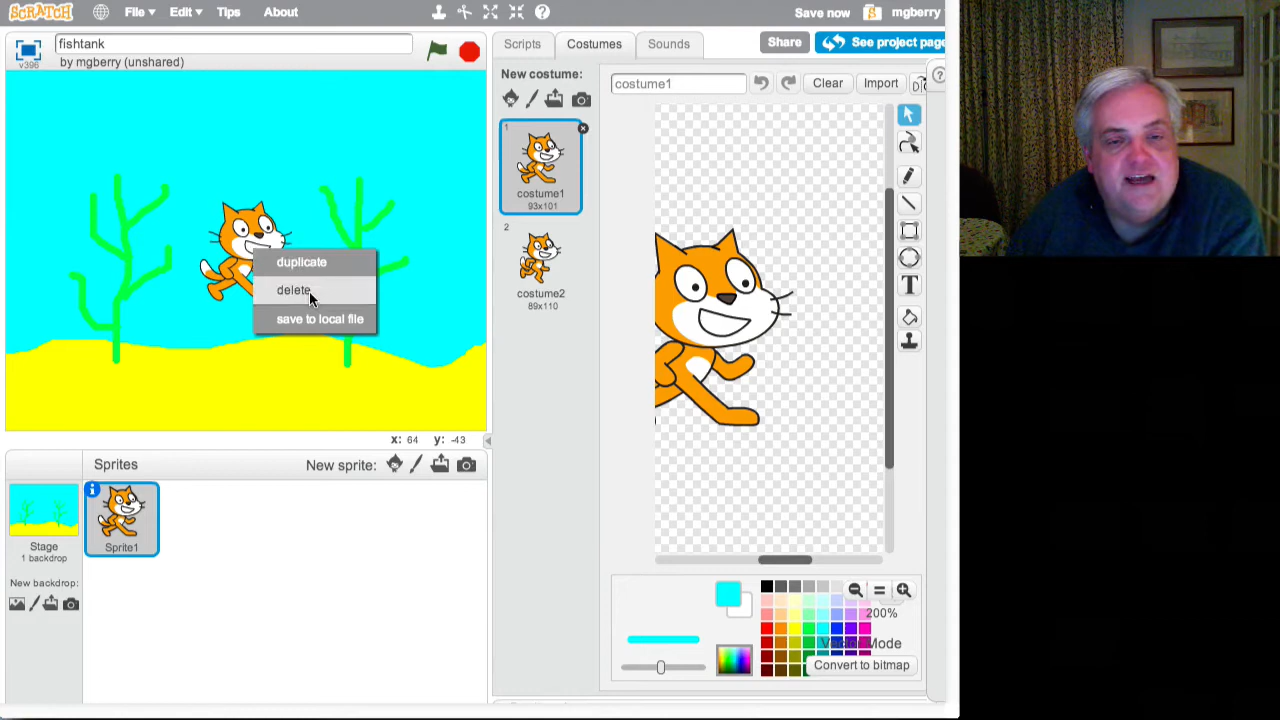 SCRATCH
File
Edit
Tips
About
Save now
mgberry
v396
fishtank
by mgberry (unshared)
Scripts
Costumes
Sounds
Share
See project page
New costume:
costume1
Clear
Import
1
costume1
93x101
2
costume2
89x110
duplicate
delete
save to local file
T
x: 64 y: -43
Sprites
New sprite:
Stage
1 backdrop
Sprite1
New backdrop:
200%
Convert to bitmap